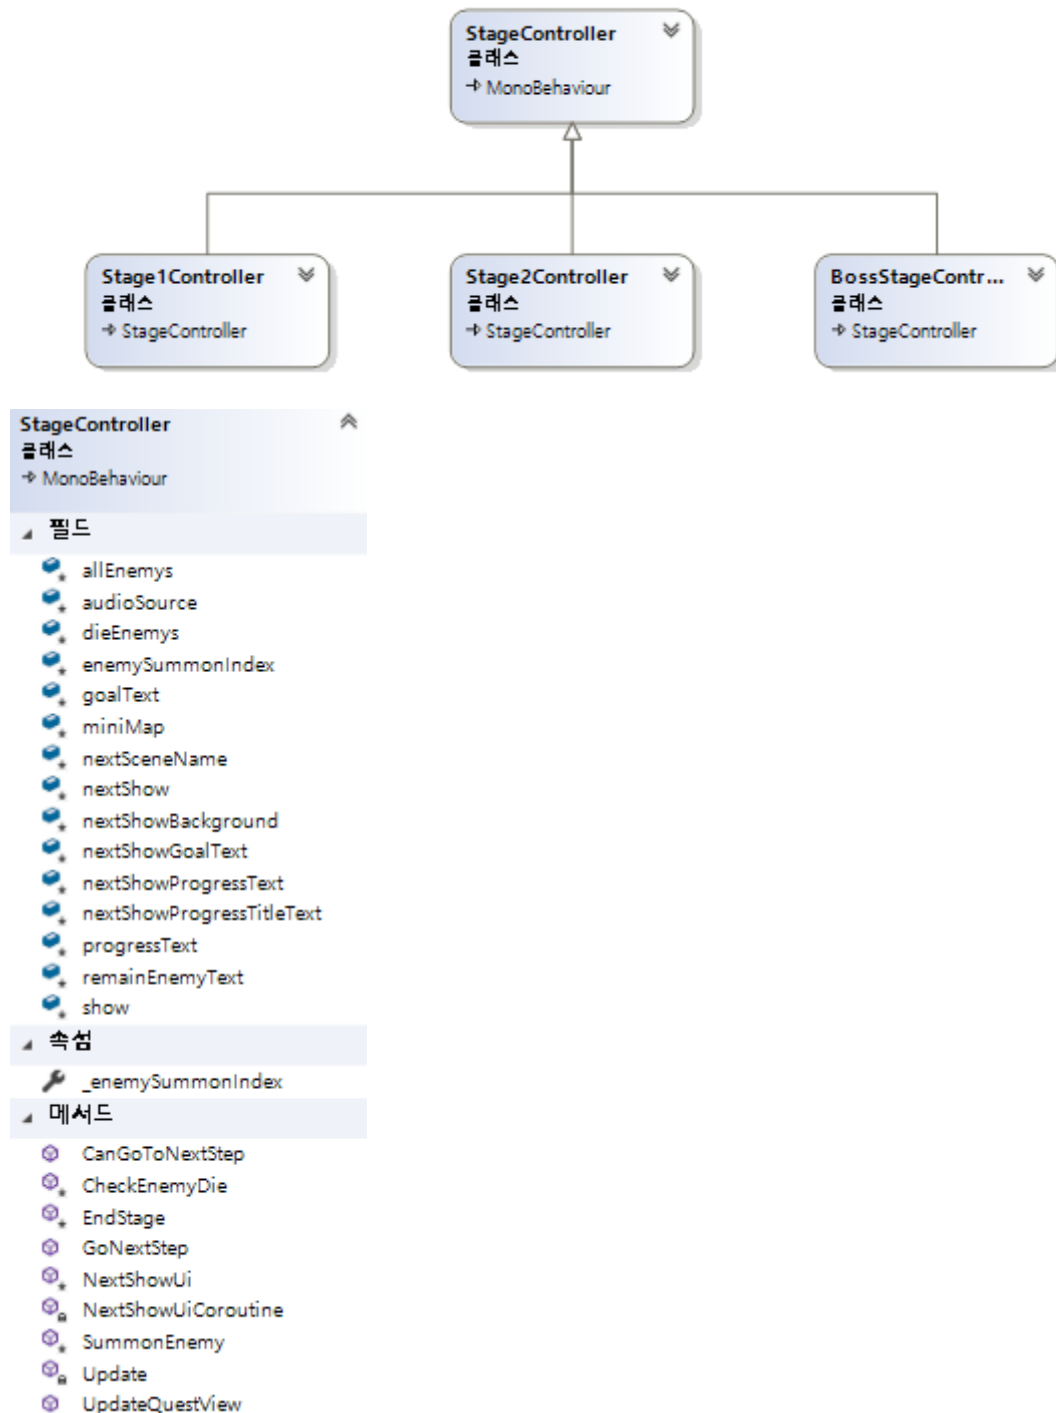 StageController
클래스
MonoBehaviour
Stage1Controller
클래스
StageController
Stage2Controller
클래스
StageController
BossStageContr...
클래스
StageController
StageController
클래스
MonoBehaviour
필드
allEnemys
audioSource
dieEnemys
enemySummonIndex
goalText
miniMap
nextSceneName
nextShow
nextShowBackground
nextShowGoalText
nextShowProgressText
nextShowProgressTitleText
progressText
remainEnemyText
show
속성
_enemySummonIndex
메서드
CanGoToNextStep
CheckEnemyDie
EndStage
GoNextStep
NextShowUi
NextShowUiCoroutine
SummonEnemy
Update
UpdateQuestView